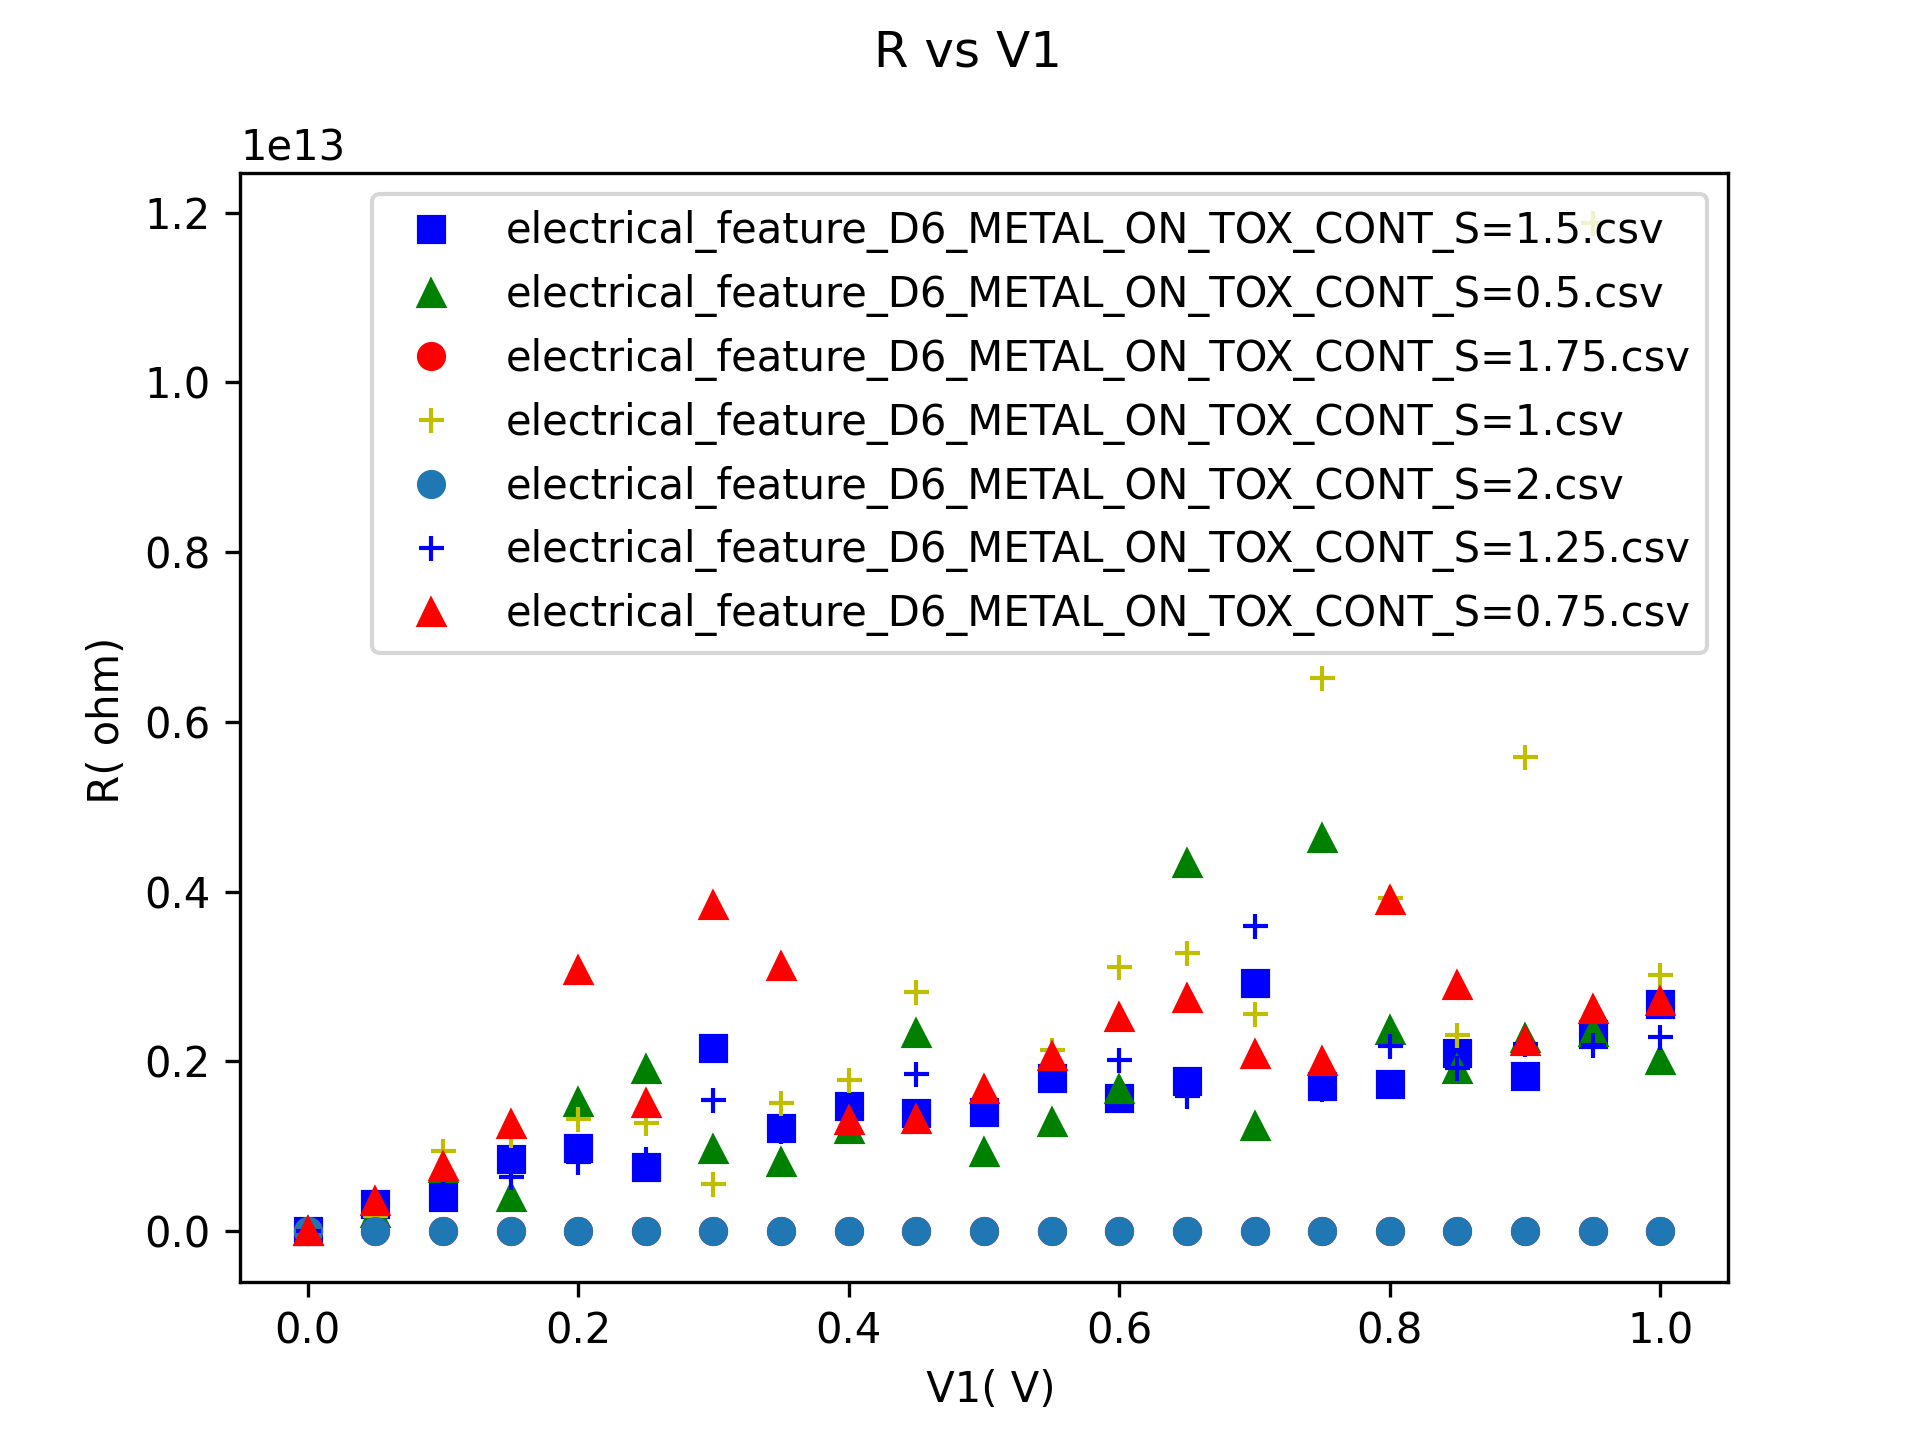 R vs V1
1e13
1.2
1.0
0.8
0.6
0.4
0.2
0.0
R( ohm)
electrical_feature_D6_METAL_ON_TOX_CONT_S=1.5.csv
electrical_feature_D6_METAL_ON_TOX_CONT_S=0.5.csv
electrical_feature_D6_METAL_ON_TOX_CONT_S=1.75.csv
electrical_feature_D6_METAL_ON_TOX_CONT_S=1.csv
electrical_feature_D6_METAL_ON_TOX_CONT_S=2.csv
electrical_feature_D6_METAL_ON_TOX_CONT_S=1.25.csv
electrical_feature_D6_METAL_ON_TOX_CONT_S=0.75.csv
0.0 0.2 0.4 0.6 0.8 1.0
V1( V)